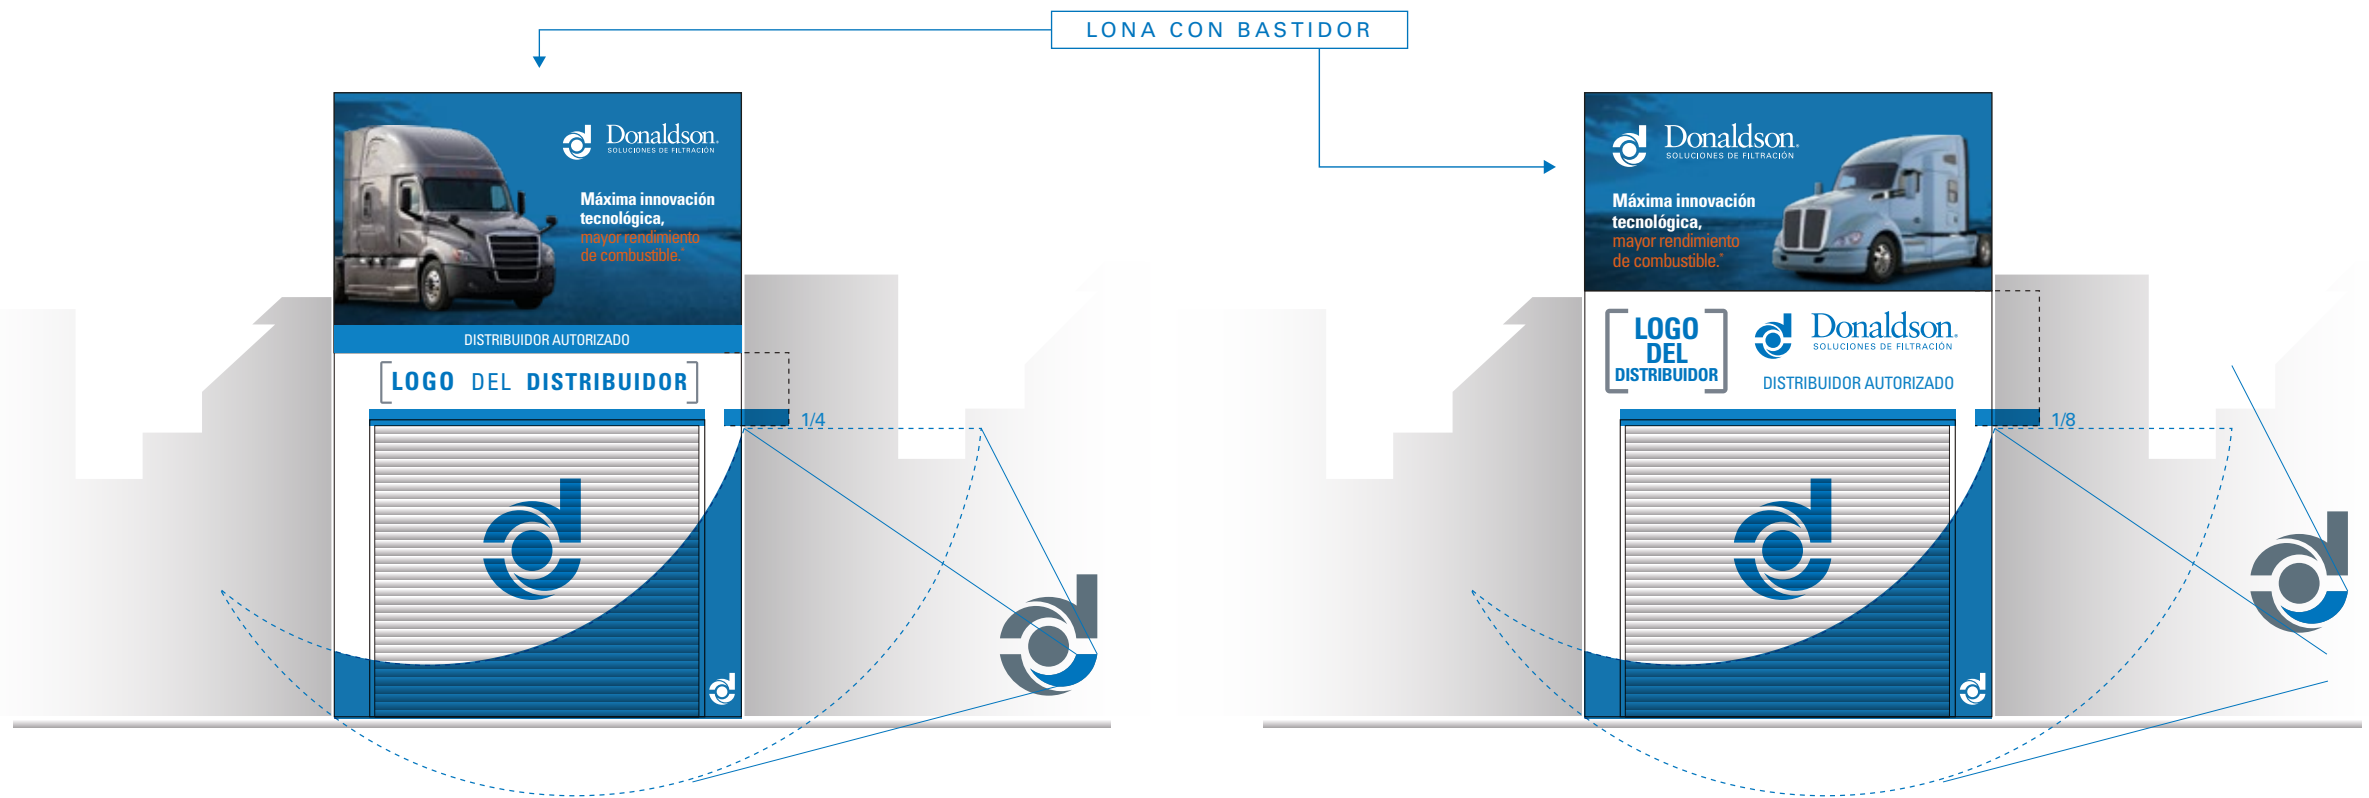 LONA CON BASTIDOR
Donaldson.
SOLUCIONES DE FILTRACIÓN
Máxima innovación
tecnológica,
mayor rendimiento
de combustible.*
DISTRIBUIDOR AUTORIZADO
LOGO DEL DISTRIBUIDOR
1/4
Donaldson.
SOLUCIONES DE FILTRACIÓN
Máxima innovación
tecnológica,
mayor rendimiento
de combustible.*
LOGO
DEL
DISTRIBUIDOR
Donaldson.
SOLUCIONES DE FILTRACIÓN
DISTRIBUIDOR AUTORIZADO
1/8